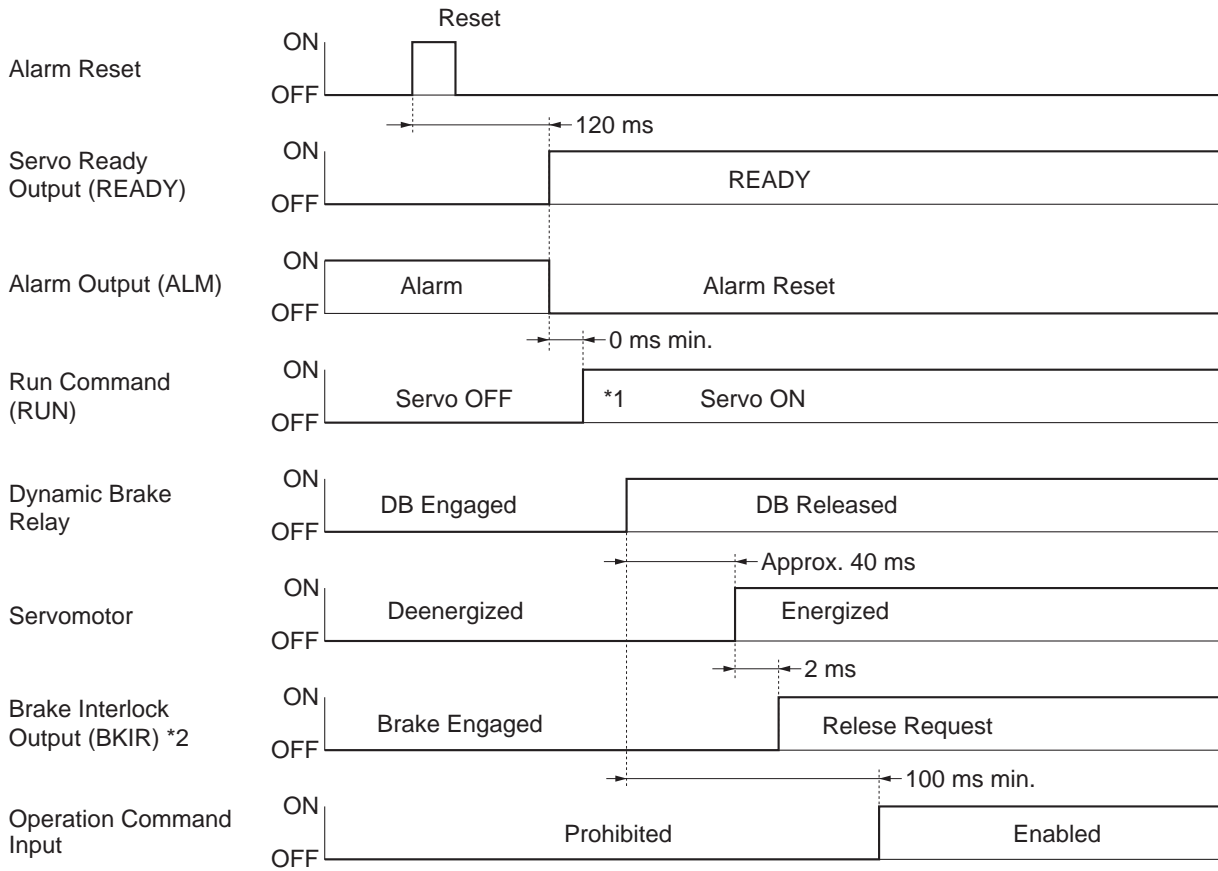 Reset
ON
Alarm Reset
OFF
120 ms
ON
Servo Ready
Output (READY)
READY
OFF
ON
Alarm Output (ALM)
Alarm
Alarm Reset
OFF
0 ms min.
ON
Run Command
(RUN)
Servo OFF
*1
Servo ON
OFF
ON
Dynamic Brake
Relay
DB Engaged
DB Released
OFF
Approx. 40 ms
ON
Servomotor
Deenergized
Energized
OFF
2 ms
ON
Brake Interlock
Output (BKIR) *2
Brake Engaged
Relese Request
OFF
100 ms min.
ON
Operation Command
Input
Prohibited
Enabled
OFF